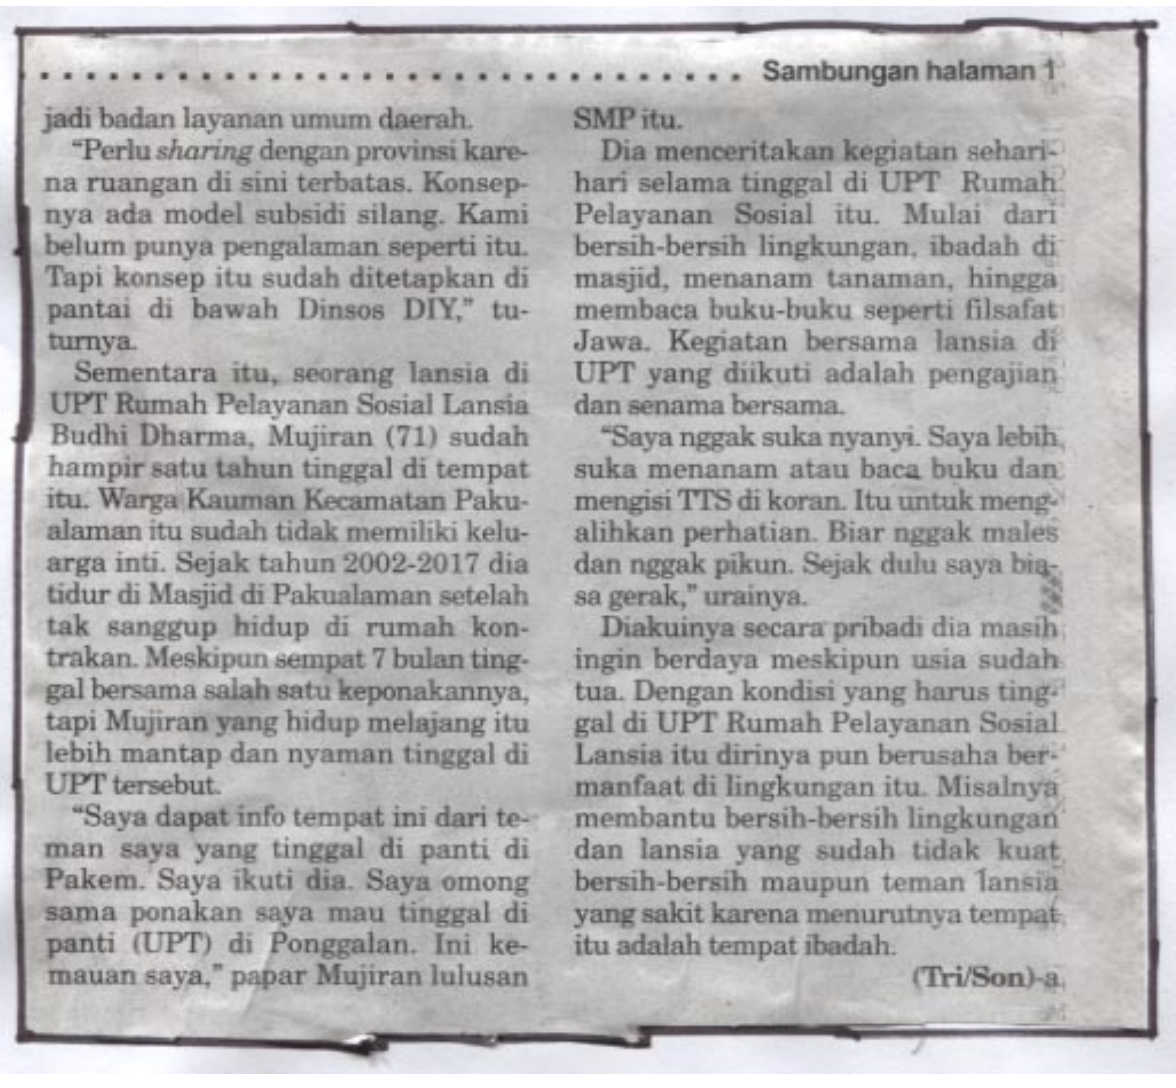 Sambungan halaman 1
jadi badan layanan umum daerah.
"Perlu sharing dengan provinsi kare-
na ruangan di sini terbatas. Konsep-
nya ada model subsidi silang. Kami
belum punya pengalaman seperti itu.
Tapi konsep itu sudah ditetapkan di
pantai di bawah Dinsos DIY," tu-
turnya.
Sementara itu, seorang lansia di
UPT Rumah Pelayanan Sosial Lansia
Budhi Dharma, Mujiran (71) sudah
hampir satu tahun tinggal di tempat
itu. Warga Kauman Kecamatan Paku-
alaman itu sudah tidak memiliki kelu-
arga inti. Sejak tahun 2002-2017 dia
tidur di Masjid di Pakualaman setelah
tak sanggup hidup di rumah kon-
trakan. Meskipun sempat 7 bulan ting-
gal bersama salah satu keponakannya,
tapi Mujiran yang hidup melajang itu
lebih mantap dan nyaman tinggal di
UPT tersebut.
"Saya dapat info tempat ini dari te-
man saya yang tinggal di panti di
Pakem. Saya ikuti dia. Saya omong
sama ponakan saya mau tinggal di
panti (UPT) di Ponggalan. Ini ke-
mauan saya," papar Mujiran lulusan
SMP itu.
Dia menceritakan kegiatan sehari-
hari selama tinggal di UPT Rumah
Pelayanan Sosial itu. Mulai dari
bersih-bersih lingkungan, ibadah di
masjid, menanam tanaman, hingga
membaca buku-buku seperti filsafat
Jawa. Kegiatan bersama lansia di
UPT yang diikuti adalah pengajian
dan senama bersama.
"Saya nggak suka nyanyi. Saya lebih
suka menanam atau baca buku dan
mengisi TTS di koran. Itu untuk meng-
alihkan perhatian. Biar nggak males
dan nggak pikun. Sejak dulu saya bia-
sa gerak," urainya.
Diakuinya secara pribadi dia masih
ingin berdaya meskipun usia sudah
tua. Dengan kondisi yang harus ting-
gal di UPT Rumah Pelayanan Sosial
Lansia itu dirinya pun berusaha ber-
manfaat di lingkungan itu. Misalnya
membantu bersih-bersih lingkungan
dan lansia yang sudah tidak kuat
bersih-bersih maupun teman lansia
yang sakit karena menurutnya tempat
itu adalah tempat ibadah.
(Tri/Son)-a